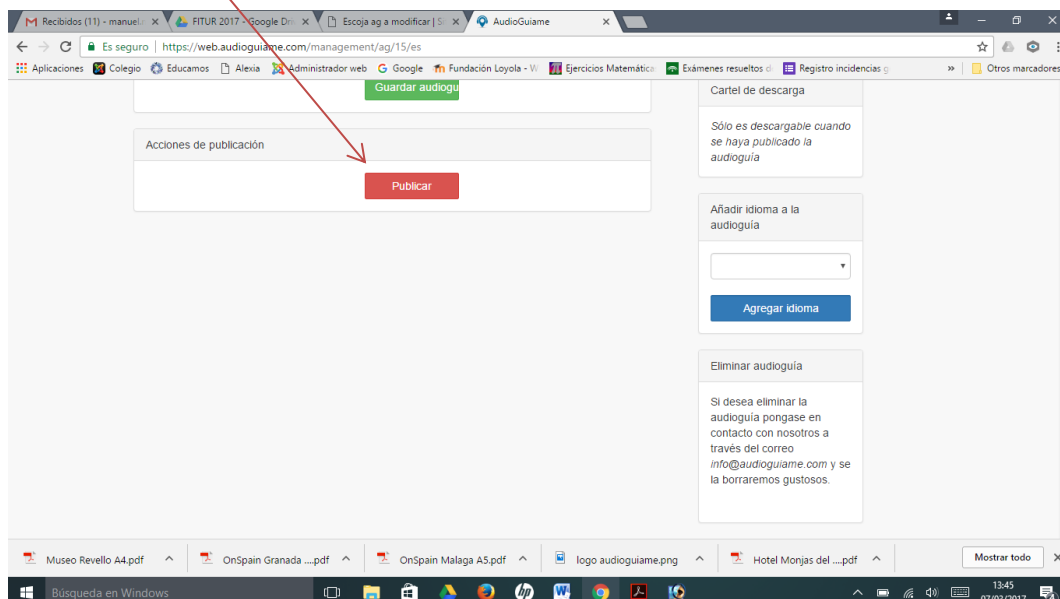 Recibidos (11) - manuel
FITUR 2017 - Google Dri
Escoja ag a modificar | S
AudioGuiame
Es seguro | https://web.audioguiame.com/management/ag/15/es
Aplicaciones Colegio Educamos Alexia Administrador web Google Fundación Loyola - W Ejercicios Matemática Exámenes resueltos d Registro incidencias g » Otros marcadores
Guardar audiogu
Acciones de publicación
Publicar
Cartel de descarga
Sólo es descargable cuando
se haya publicado la
audioguía
Añadir idioma a la
audioguía
Agregar idioma
Eliminar audioguía
Si desea eliminar la
audioguía pongase en
contacto con nosotros a
través del correo
info@audioguiame.com y se
la borraremos gustosos.
Museo Revello A4.pdf
OnSpain Granada ....pdf
OnSpain Malaga A5.pdf
logo audioguiame.png
Hotel Monjas del ....pdf
Mostrar todo
Búsqueda en Windows
13:45